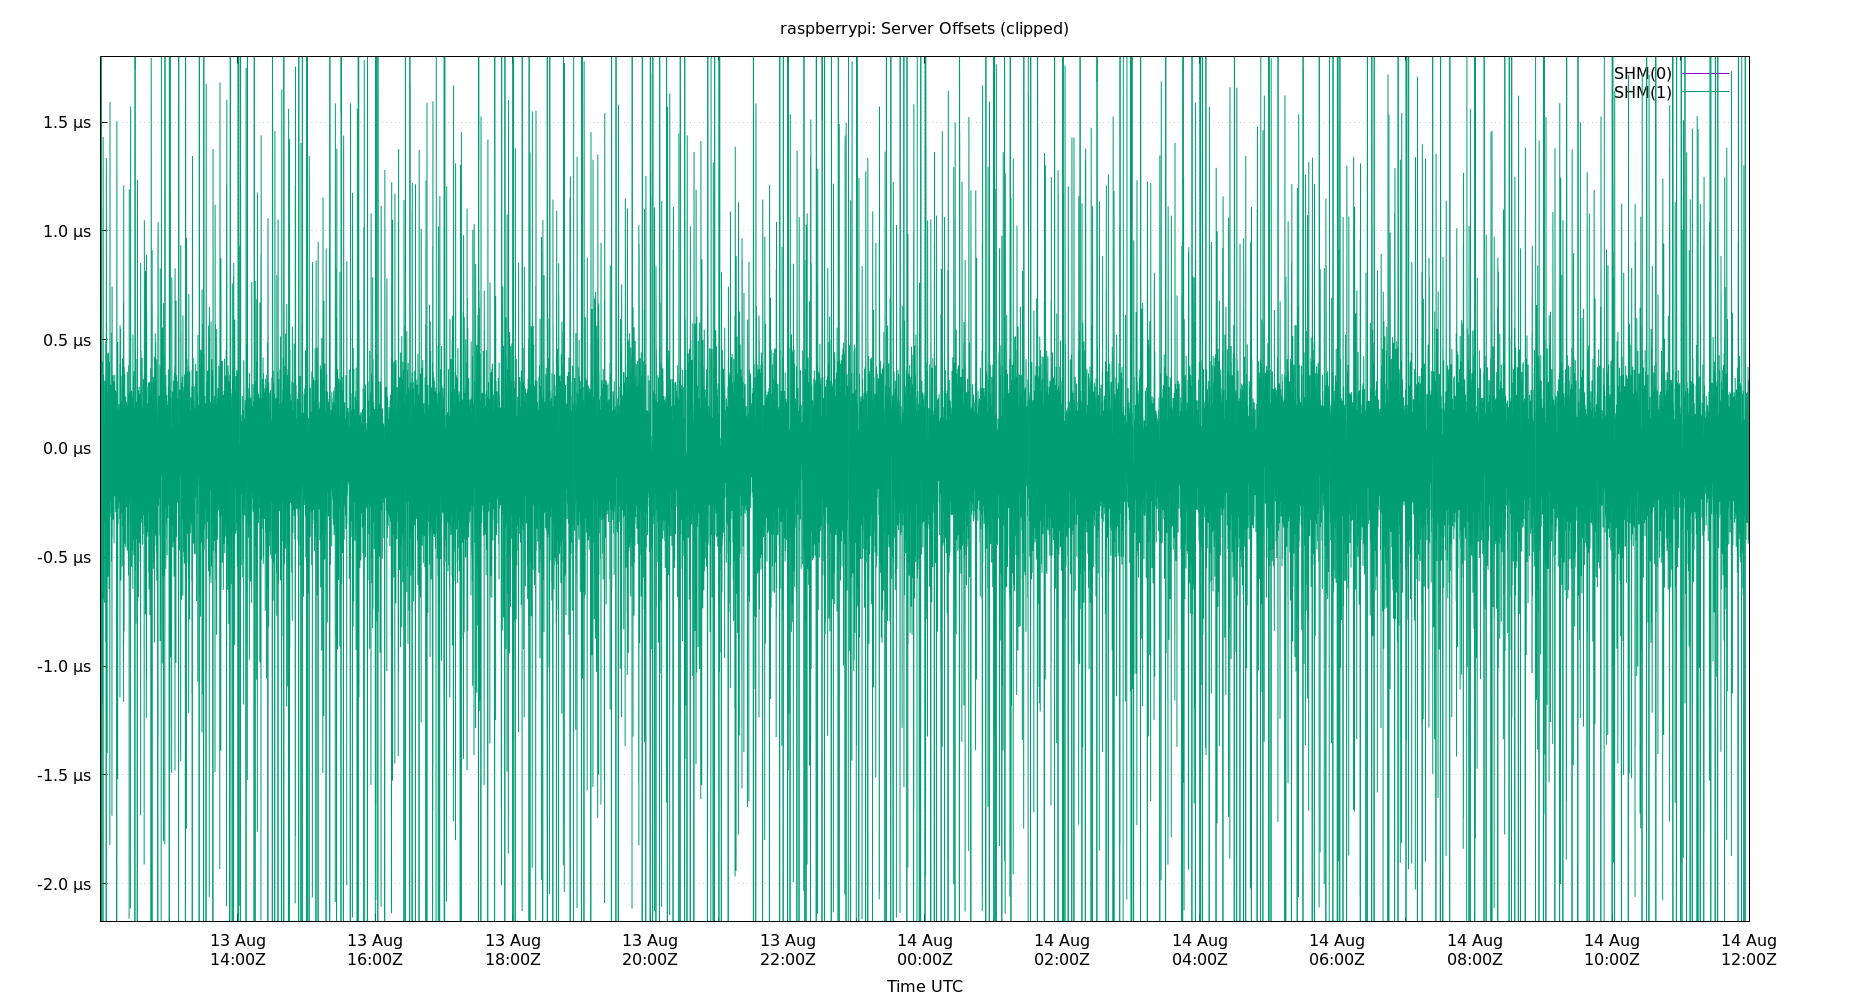 raspberrypi: Server Offsets (clipped)
SHM(0)
SHM(1)
1.5 µs
1.0 µs
0.5 µs
0.0 µs
-0.5 µs
-1.0 µs
-1.5 µs
-2.0 µs
13 Aug 13 Aug 13 Aug 13 Aug 13 Aug 14 Aug 14 Aug 14 Aug 14 Aug 14 Aug 14 Aug 14 Aug
14:00Z 16:00Z 18:00Z 20:00Z 22:00Z 00:00Z 02:00Z 04:00Z 06:00Z 08:00Z 10:00Z 12:00Z
Time UTC